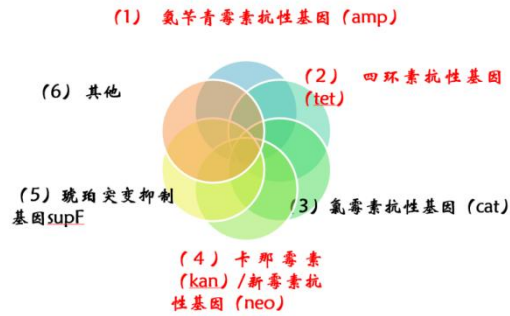 (1) 氨苄青霉素抗性基因(amp)
(2) 四环素抗性基因
(tet)
(3)氯霉素抗性基因(cat)
(4)卡那霉素
(kan)/新霉素抗
性基因(neo)
(5)琥珀突变抑制
基因supF
(6)其他